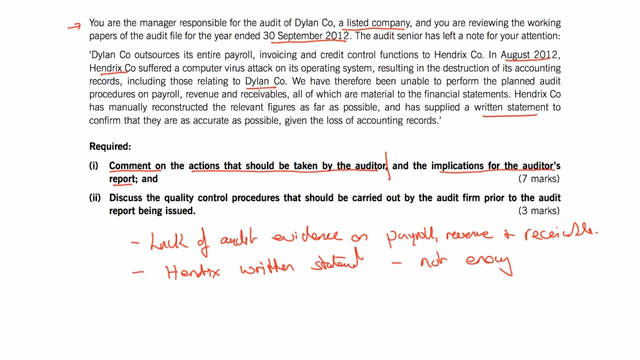 You are the manager responsible for the audit of Dylan Co, a listed company, and you are reviewing the working
papers of the audit file for the year ended 30 September 2012. The audit senior has left a note for your attention:
'Dylan Co outsources its entire payroll, invoicing and credit control functions to Hendrix Co. In August 2012,
Hendrix Co suffered a computer virus attack on its operating system, resulting in the destruction of its accounting
records, including those relating to Dylan Co. We have therefore been unable to perform the planned audit
procedures on payroll, revenue and receivables, all of which are material to the financial statements. Hendrix Co
has manually reconstructed the relevant figures as far as possible, and has supplied a written statement to
confirm that they are as accurate as possible, given the loss of accounting records.'
Required:
(i) Comment on the actions that should be taken by the auditor, and the implications for the auditor's
report; and (7 marks)
(ii) Discuss the quality control procedures that should be carried out by the audit firm prior to the audit
report being issued. (3 marks)
- Lack of audit evidence on payroll, revenue + receivables.
- Hendrix written statement - not enoug